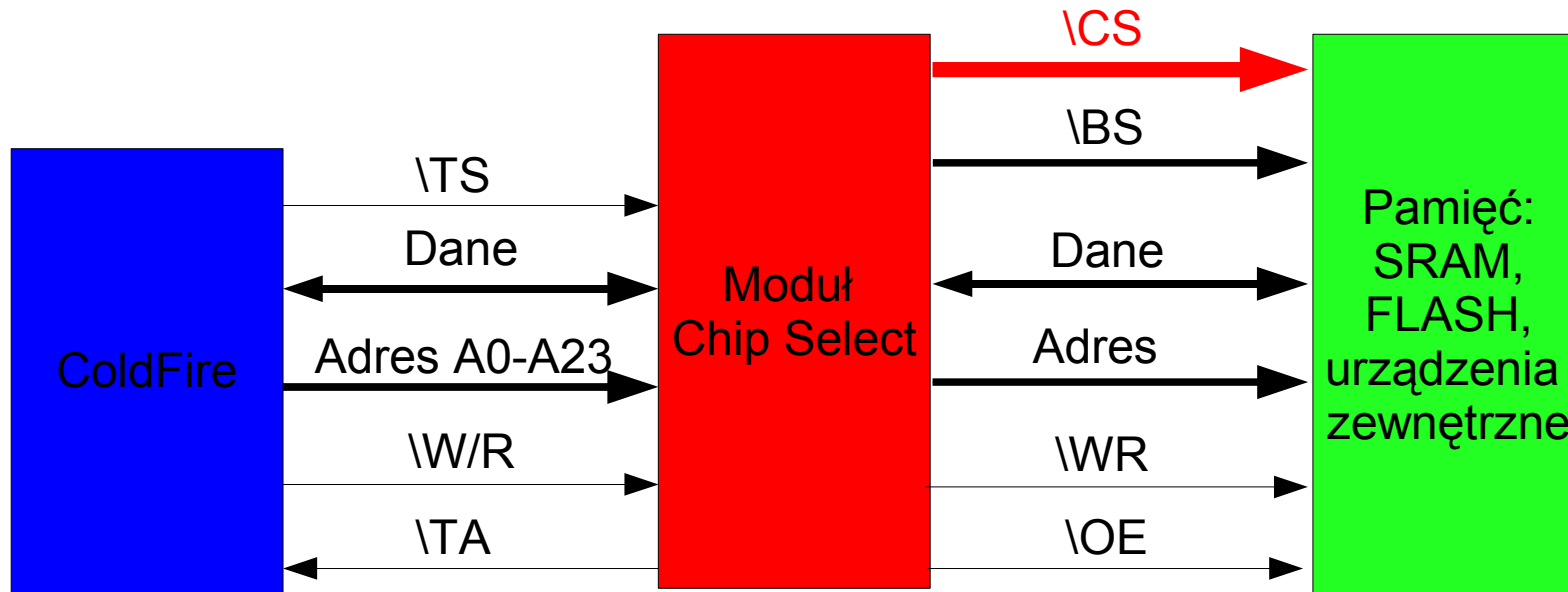 ColdFire
\TS
Dane
Adres A0-A23
\W/R
\TA
Moduł
Chip Select
\CS
\BS
Dane
Adres
\WR
\OE
Pamięć:
SRAM,
FLASH,
urządzenia
zewnętrzne